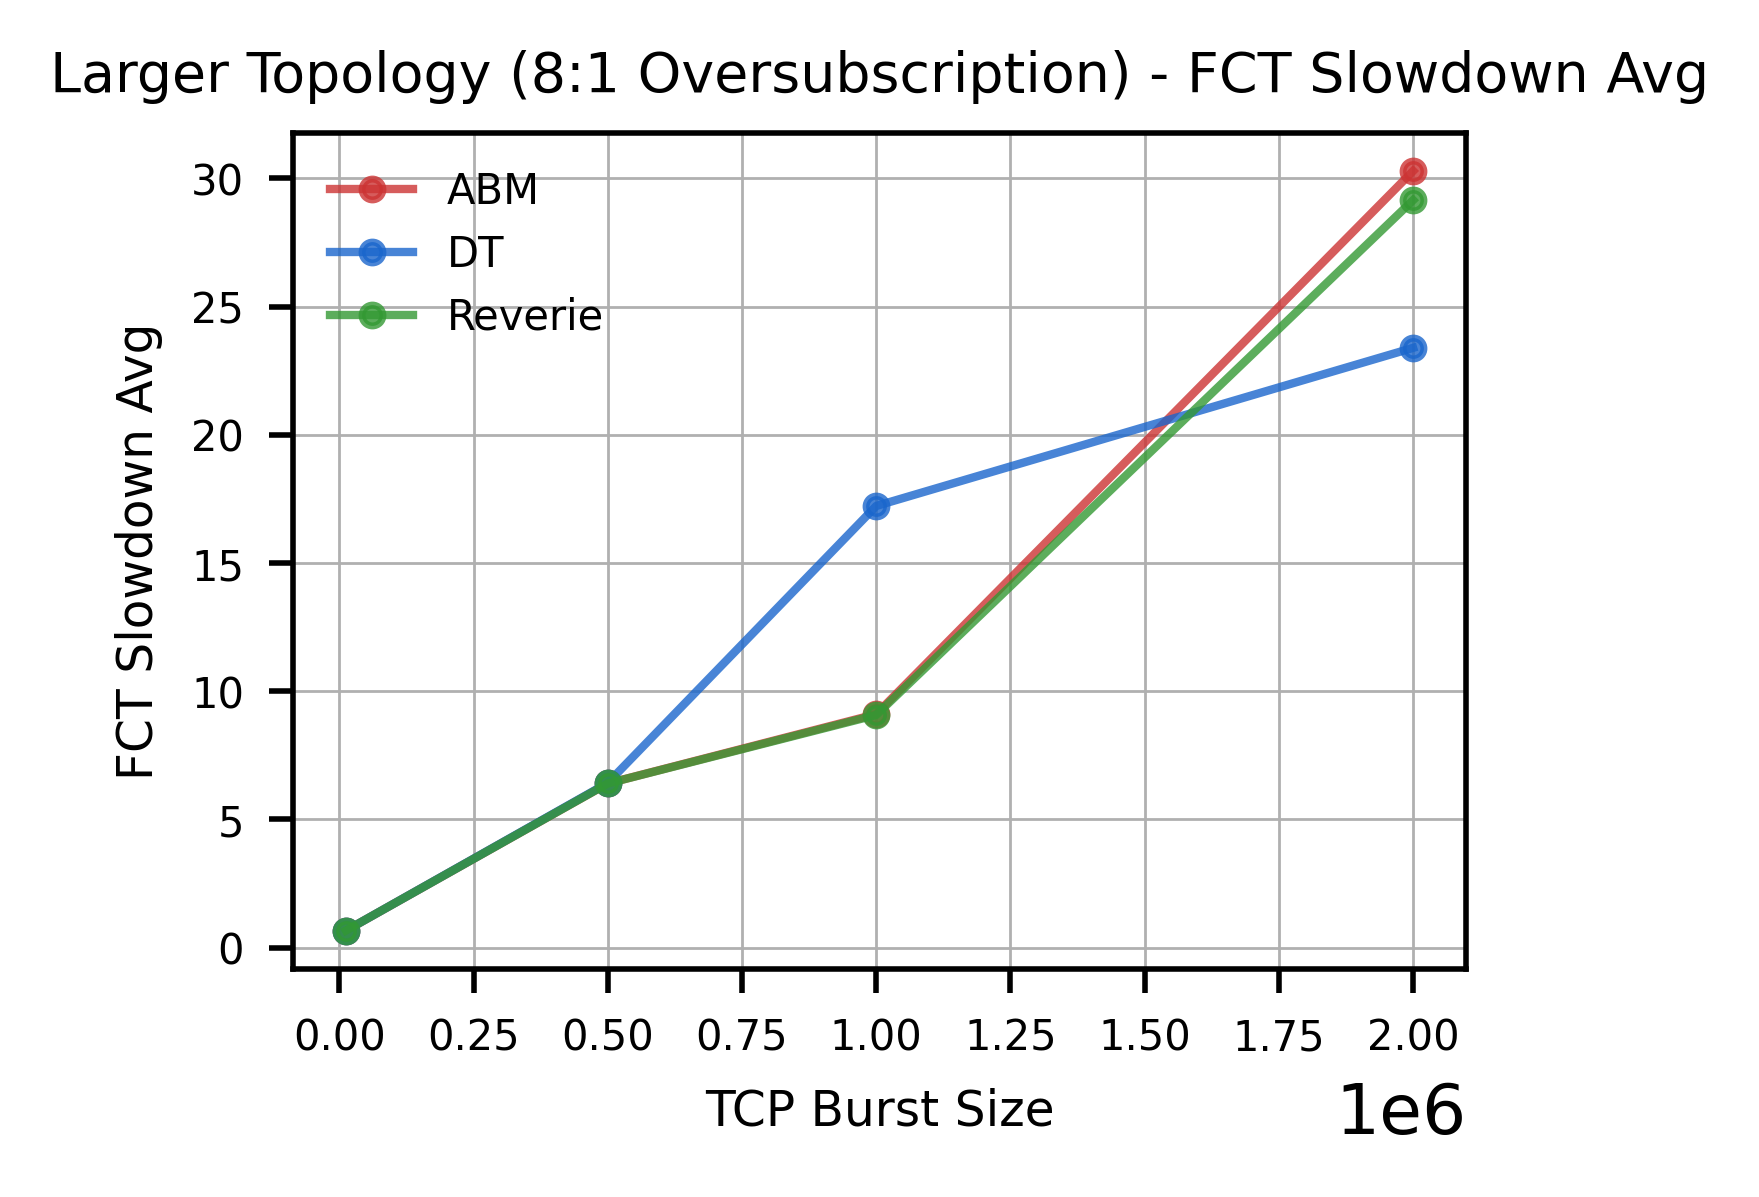 Larger Topology (8:1 Oversubscription) - FCT Slowdown Avg
ABM
DT
Reverie
FCT Slowdown Avg
30
25
20
15
10
5
0
0.00 0.25 0.50 0.75 1.00 1.25 1.50 1.75 2.00
TCP Burst Size
1e6